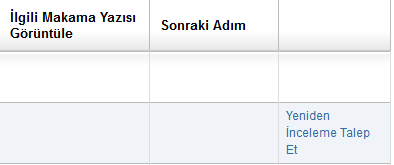 İlgili Makama Yazısı
Görüntüle
Sonraki Adım
Yeniden
İnceleme Talep
Et